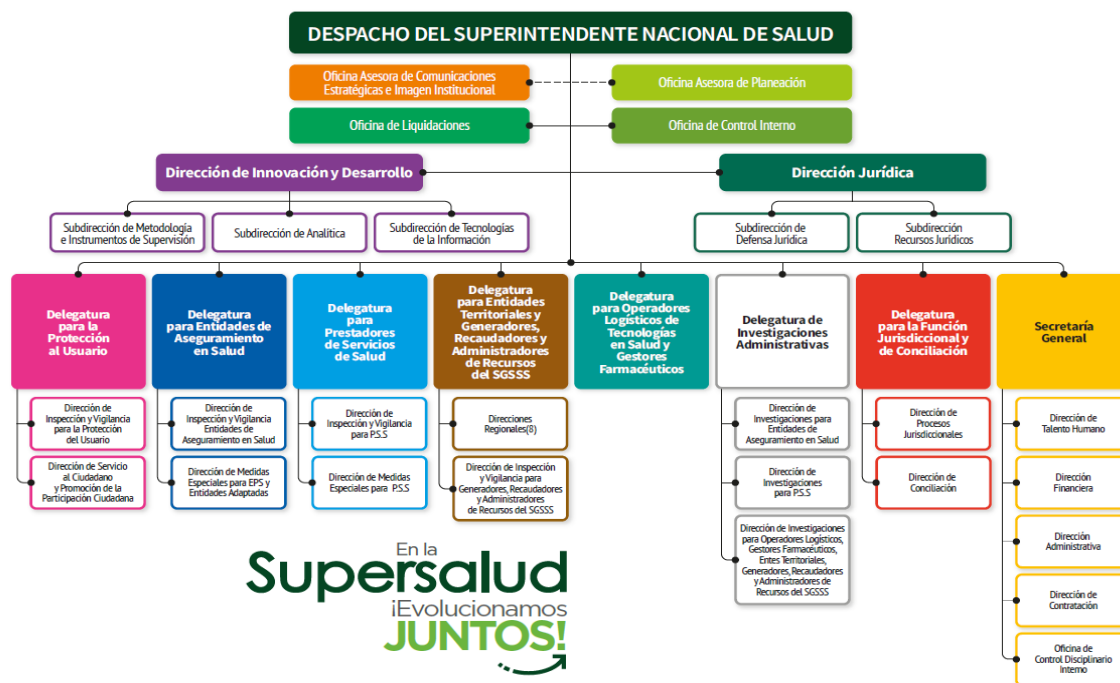 DESPACHO DEL SUPERINTENDENTE NACIONAL DE SALUD
Oficina Asesora de Comunicaciones
Estratégicas e Imagen Institucional
Oficina Asesora de Planeación
Oficina de Liquidaciones
Oficina de Control Interno
Dirección de Innovación y Desarrollo
Dirección Jurídica
Subdirección de Metodología
e Instrumentos de Supervisión
Subdirección de Analítica
Subdirección de Tecnologías
de la Información
Subdirección de
Defensa Jurídica
Subdirección
Recursos Jurídicos
Delegatura
para la
Protección
al Usuario
Delegatura
para Entidades de
Aseguramiento
en Salud
Delegatura
para
Prestadores
de Servicios
de Salud
Delegatura
para Entidades
Territoriales y
Generadores,
Recaudadores y
Administradores
de Recursos
del SGSSS
Delegatura
para Operadores
Logísticos de
Tecnologías
en Salud y
Gestores
Farmacéuticos
Delegatura de
Investigaciones
Administrativas
Delegatura
para la Función
Jurisdiccional y
de Conciliación
Secretaría
General
Dirección de
Inspección y Vigilancia
para la Protección
del Usuario
Dirección de
Inspección y Vigilancia
Entidades de
Aseguramiento en Salud
Dirección de
Inspección y Vigilancia
para P.S.S
Direcciones
Regionales(8)
Dirección de
Investigaciones para
Entidades de
Aseguramiento en Salud
Dirección de
Procesos
Jurisdiccionales
Dirección de
Talento Humano
Dirección de Servicio
al Ciudadano
y Promoción de la
Participación Ciudadana
Dirección de Medidas
Especiales para EPS y
Entidades Adaptadas
Dirección de Medidas
Especiales para P.S.S
Dirección de Inspección
y Vigilancia para
Generadores, Recaudadores
y Administradores
de Recursos del SGSSS
Dirección de
Investigaciones
para P.S.S
Dirección de
Conciliación
Dirección
Financiera
Dirección de Investigaciones
para Operadores Logísticos,
Gestores Farmacéuticos,
Entes Territoriales,
Generadores, Recaudadores
y Administradores de
Recursos del SGSSS
Dirección
Administrativa
Dirección de
Contratación
Oficina de
Control Disciplinario
Interno
En la
Supersalud
¡Evolucionamos
JUNTOS!